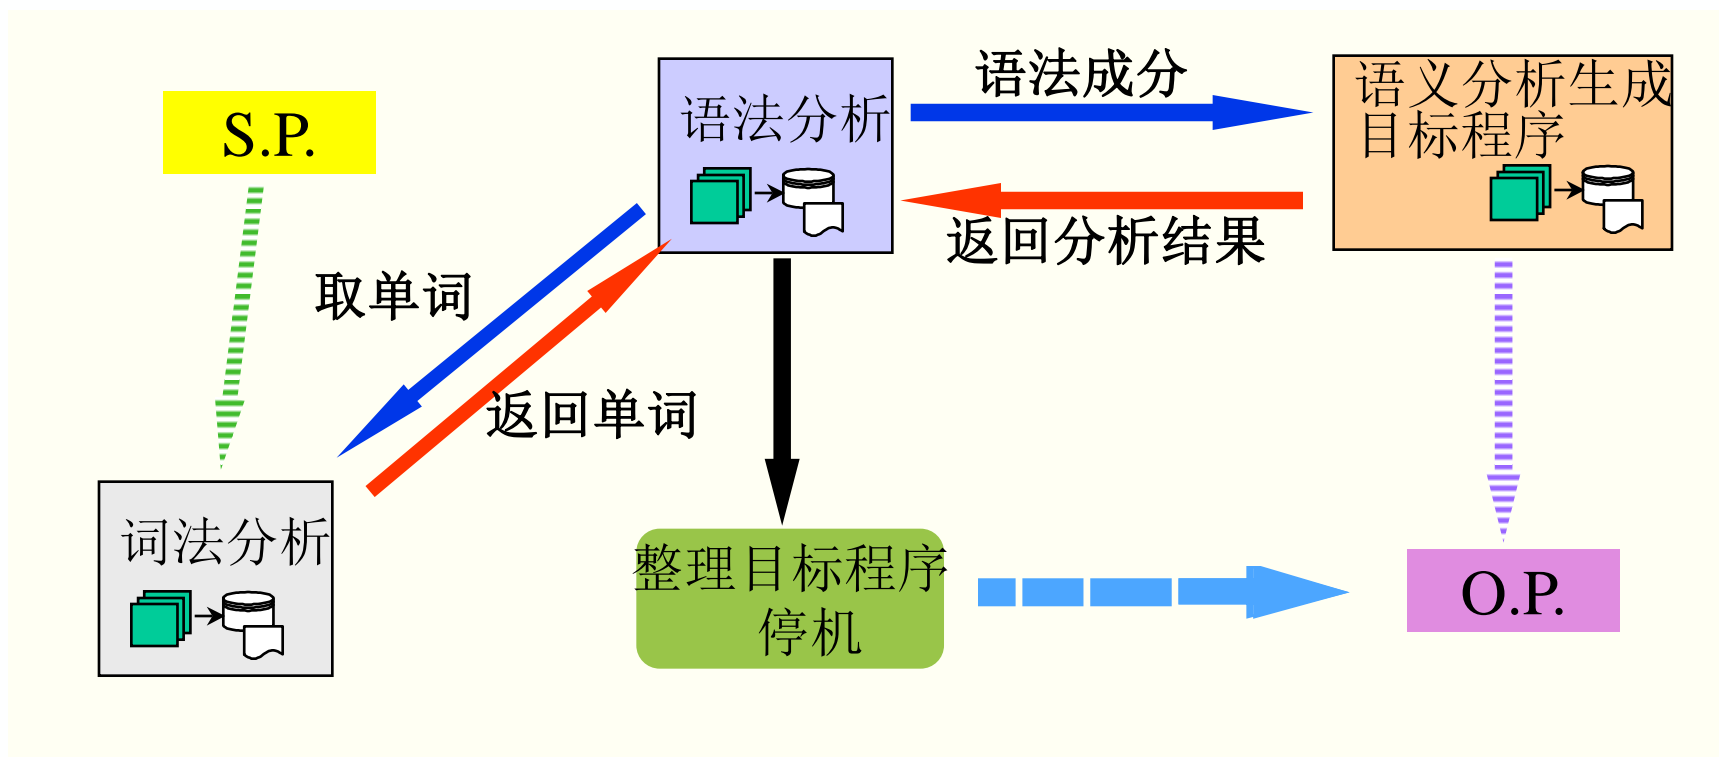 S.P.
语法分析
语法成分
语义分析生成
目标程序
返回分析结果
取单词
返回单词
词法分析
整理目标程序
停机
O.P.